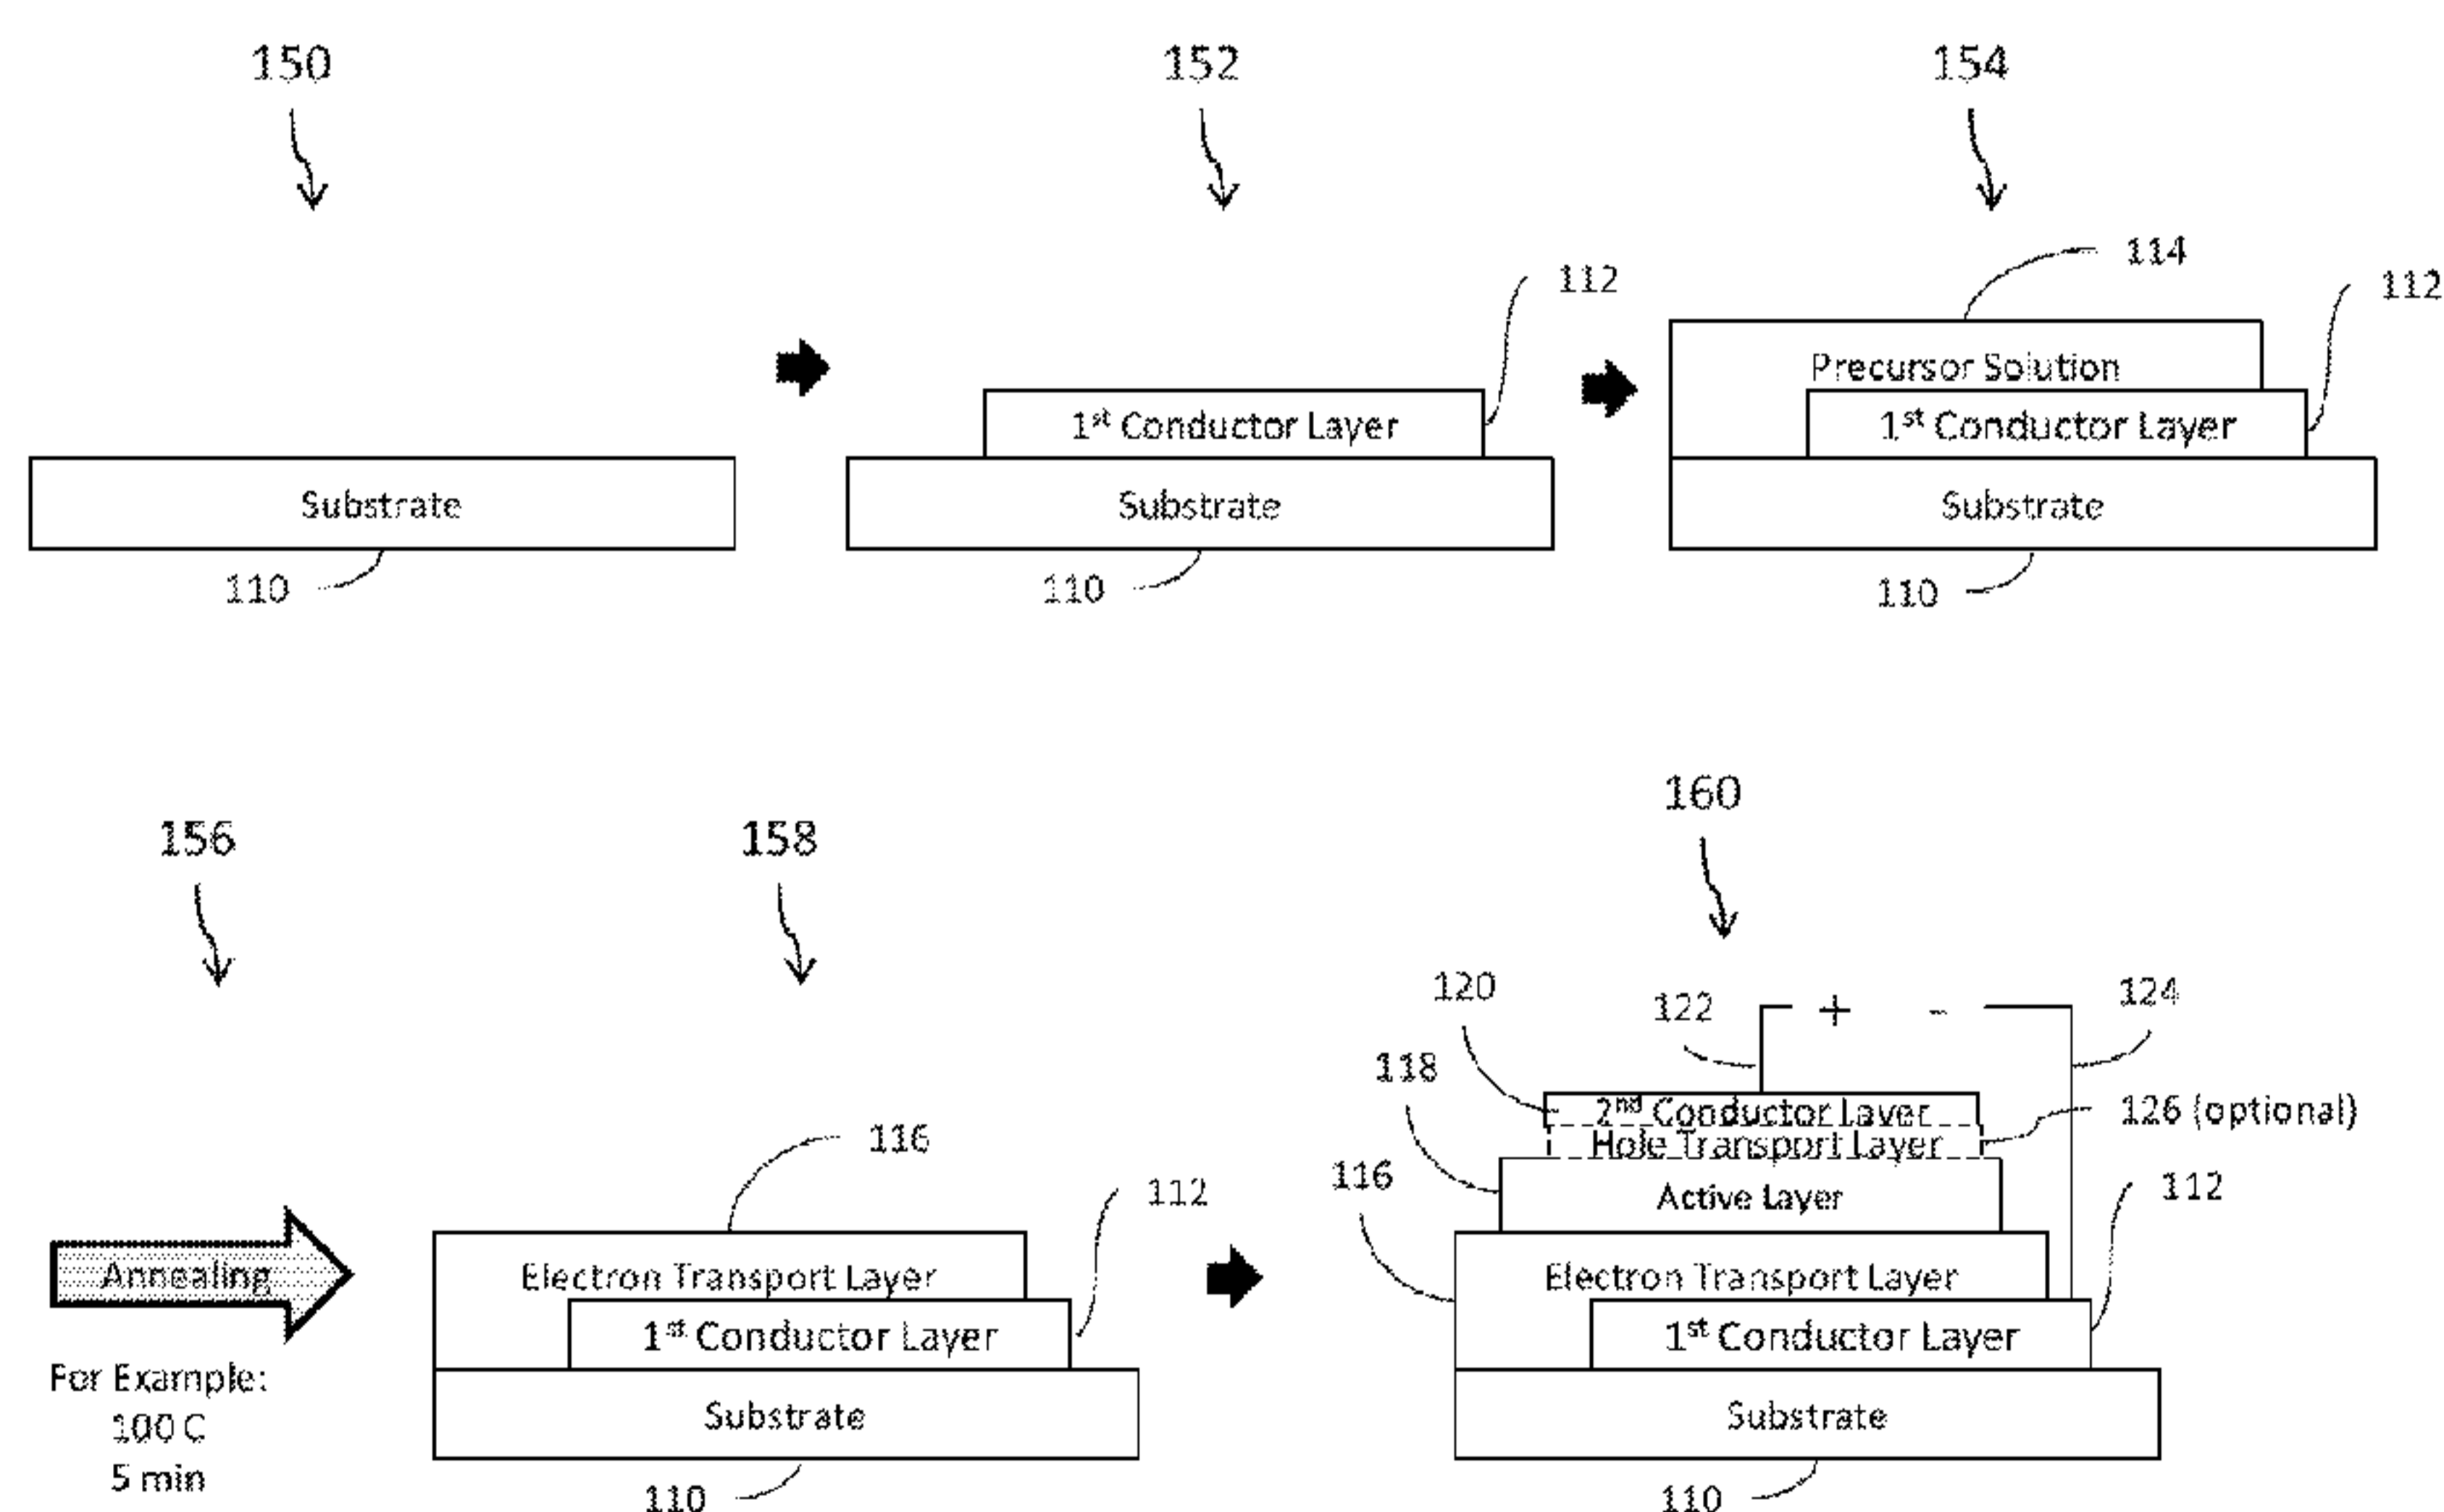 150
152
154
114
112
112
Precursor Solution
1st Conductor Layer
1st Conductor Layer
Substrate
Substrate
Substrate
110
110
110
156
158
160
120
122
+
-
124
118
2nd Conductor Layer
126 (optional)
Hole Transport Layer
116
116
112
112
Active Layer
Annealing
Electron Transport Layer
Electron Transport Layer
1st Conductor Layer
1st Conductor Layer
For Example:
100 C
5 min
Substrate
Substrate
110
110